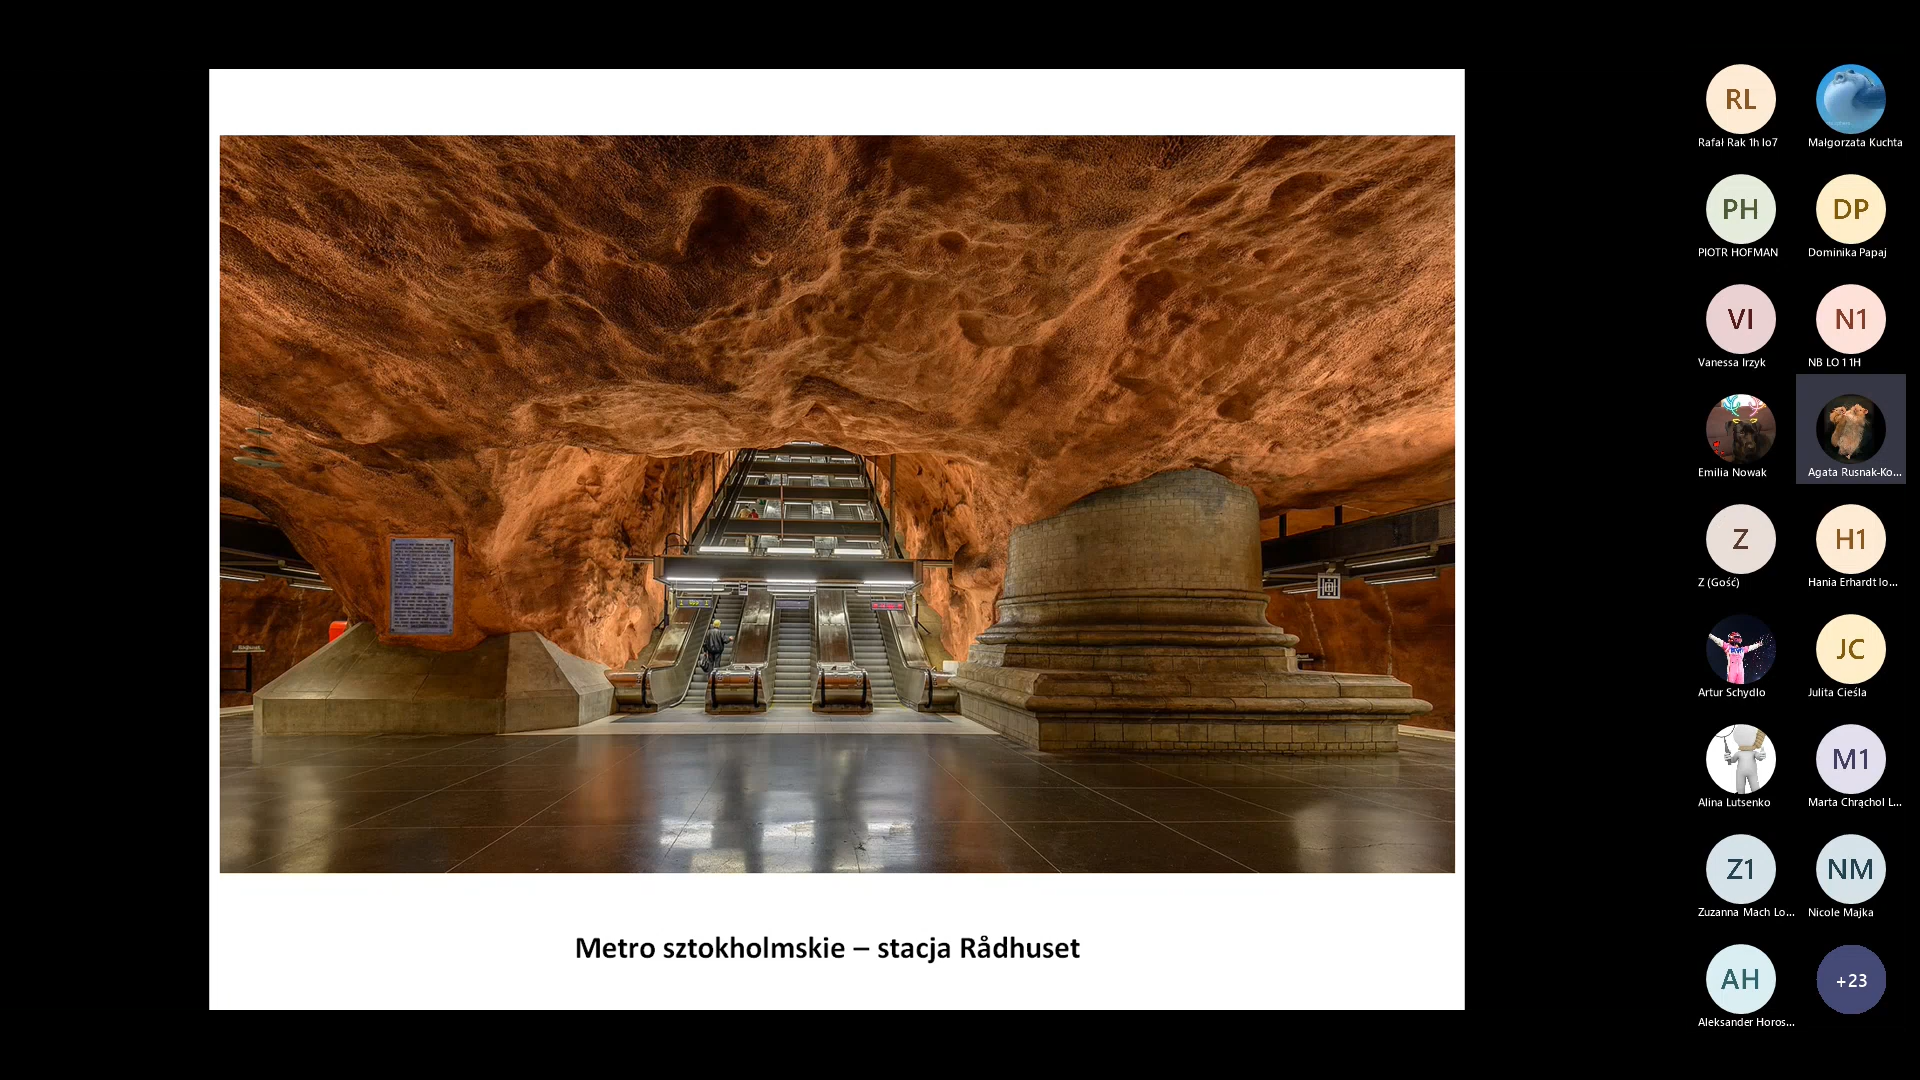 RL
Rafał Rak 1h lo7
Małgorzata Kuchta
PH
PIOTR HOFMAN
DP
Dominika Papaj
VI
Vanessa Irzyk
N1
NB LO 1 1H
Emilia Nowak
Agata Rusnak-Ko...
Z
Z (Gość)
H1
Hania Erhardt lo...
Artur Schydlo
JC
Julita Cieśla
Alina Lutsenko
M1
Marta Chrąchol L...
Z1
Zuzanna Mach Lo...
NM
Nicole Majka
AH
Aleksander Horos...
+23
Metro sztokholmskie – stacja Rådhuset